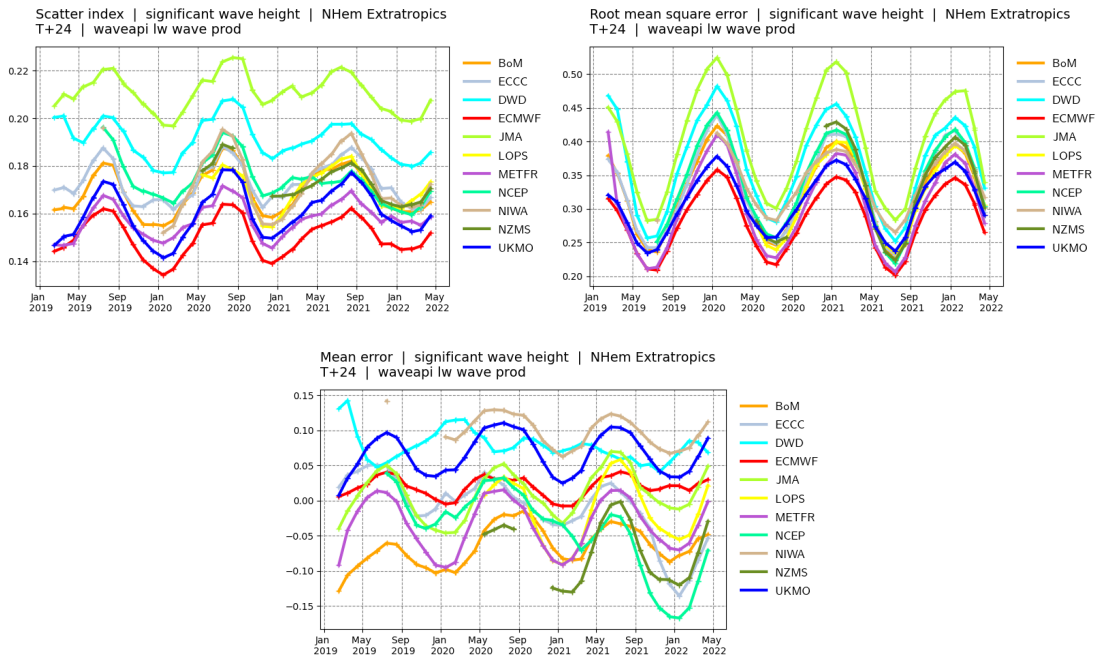 Scatter index | significant wave height | NHem Extratropics
T+24 | waveapi lw wave prod
0.22
0.20
0.18
0.16
0.14
Jan 2019
May 2019
Sep 2019
Jan 2020
May 2020
Sep 2020
Jan 2021
May 2021
Sep 2021
Jan 2022
May 2022
BoM
ECCC
DWD
ECMWF
JMA
LOPS
METFR
NCEP
NIWA
NZMS
UKMO
Root mean square error | significant wave height | NHem Extratropics
T+24 | waveapi lw wave prod
0.50
0.45
0.40
0.35
0.30
0.25
0.20
Jan 2019
May 2019
Sep 2019
Jan 2020
May 2020
Sep 2020
Jan 2021
May 2021
Sep 2021
Jan 2022
May 2022
BoM
ECCC
DWD
ECMWF
JMA
LOPS
METFR
NCEP
NIWA
NZMS
UKMO
Mean error | significant wave height | NHem Extratropics
T+24 | waveapi lw wave prod
0.15
0.10
0.05
0.00
−0.05
−0.10
−0.15
Jan 2019
May 2019
Sep 2019
Jan 2020
May 2020
Sep 2020
Jan 2021
May 2021
Sep 2021
Jan 2022
May 2022
BoM
ECCC
DWD
ECMWF
JMA
LOPS
METFR
NCEP
NIWA
NZMS
UKMO